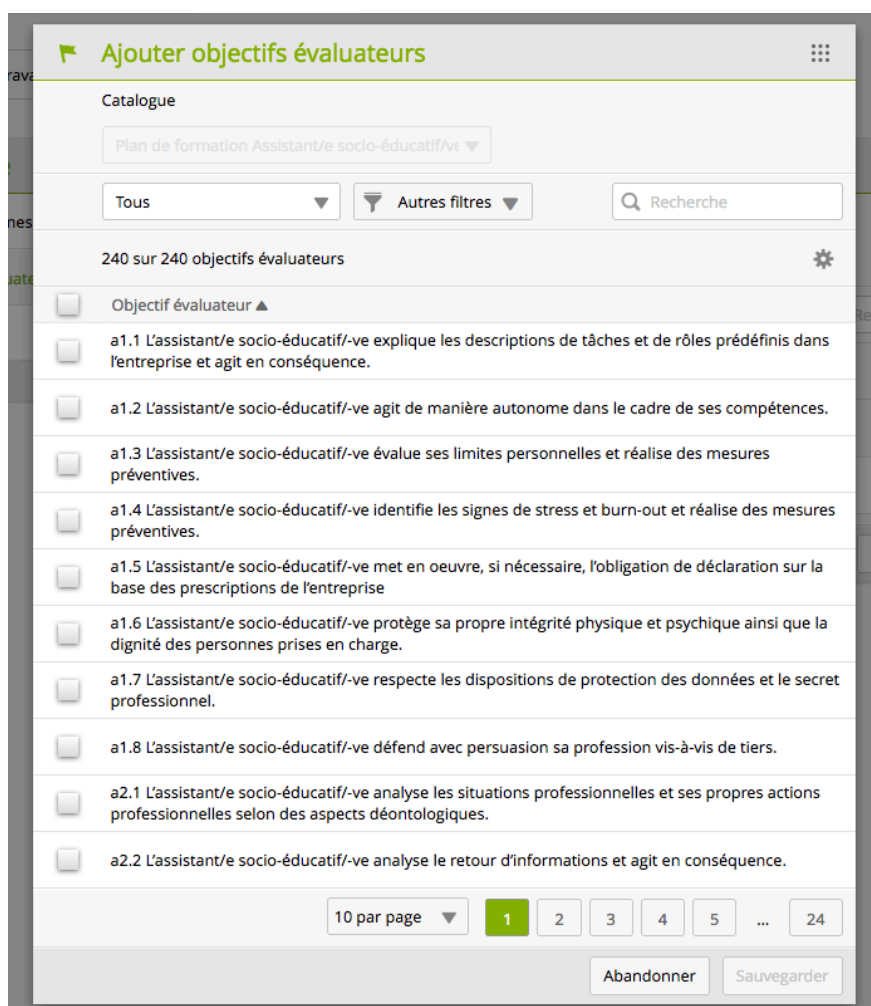 Ajouter objectifs évaluateurs
Catalogue
Plan de formation Assistant/e socio-éducatif/ve
Tous
Autres filtres
Recherche
240 sur 240 objectifs évaluateurs
Objectif évaluateur
a1.1 L'assistant/e socio-éducatif/-ve explique les descriptions de tâches et de rôles prédéfinis dans
l'entreprise et agit en conséquence.
a1.2 L'assistant/e socio-éducatif/-ve agit de manière autonome dans le cadre de ses compétences.
a1.3 L'assistant/e socio-éducatif/-ve évalue ses limites personnelles et réalise des mesures
préventives.
a1.4 L'assistant/e socio-éducatif/-ve identifie les signes de stress et burn-out et réalise des mesures
préventives.
a1.5 L'assistant/e socio-éducatif/-ve met en oeuvre, si nécessaire, l'obligation de déclaration sur la
base des prescriptions de l'entreprise
a1.6 L'assistant/e socio-éducatif/-ve protège sa propre intégrité physique et psychique ainsi que la
dignité des personnes prises en charge.
a1.7 L'assistant/e socio-éducatif/-ve respecte les dispositions de protection des données et le secret
professionnel.
a1.8 L'assistant/e socio-éducatif/-ve défend avec persuasion sa profession vis-à-vis de tiers.
a2.1 L'assistant/e socio-éducatif/-ve analyse les situations professionnelles et ses propres actions
professionnelles selon des aspects déontologiques.
a2.2 L'assistant/e socio-éducatif/-ve analyse le retour d'informations et agit en conséquence.
10 par page
1 2 3 4 5 ... 24
Abandonner
Sauvegarder